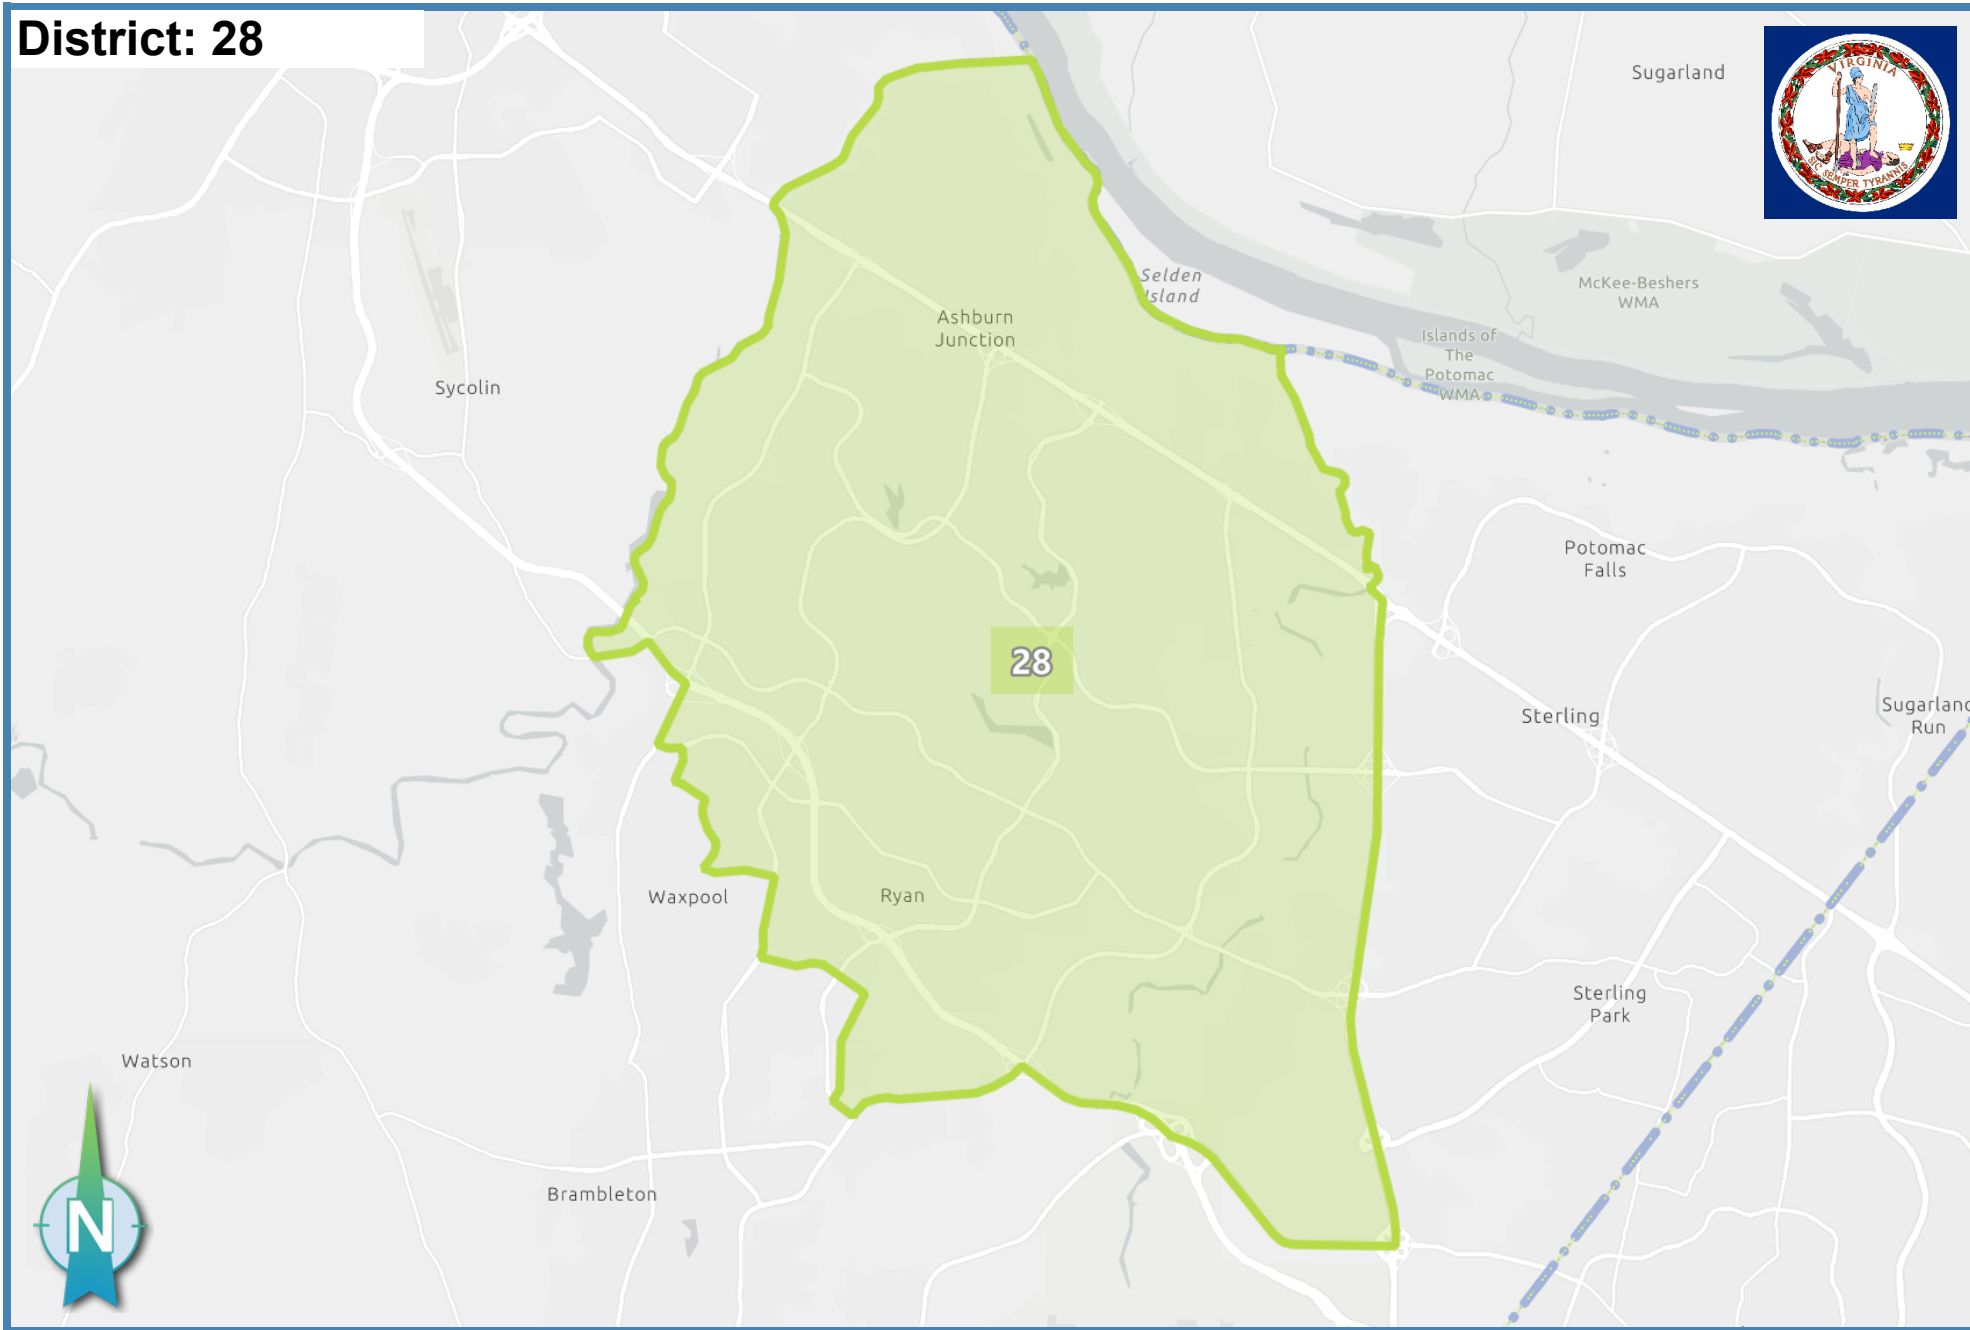 District: 28
Sugarland
VIRGINIA
SIC SEMPER TYRANNIS
Selden
Island
McKee-Beshers
WMA
Ashburn
Junction
Islands of
The
Potomac
WMA
Sycolin
Potomac
Falls
28
Sterling
Sugarland
Run
Waxpool
Ryan
Sterling
Park
Watson
Brambleton
N